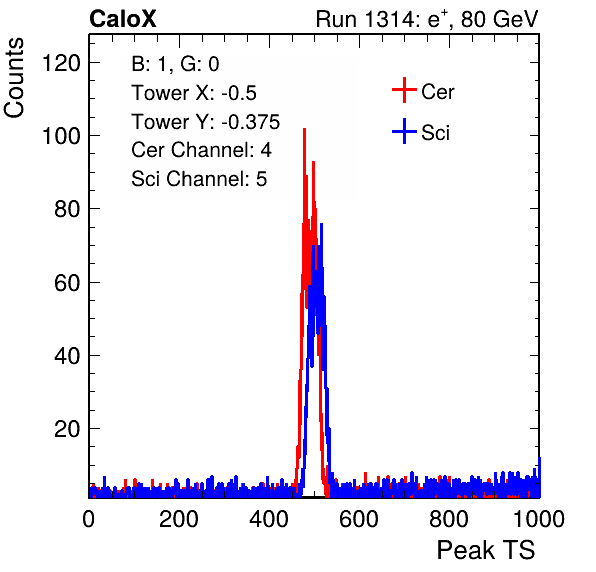 CaloX
Run 1314: e+, 80 GeV
Counts
B: 1, G: 0
Tower X: -0.5
Tower Y: -0.375
Cer Channel: 4
Sci Channel: 5
Cer
Sci
120
100
80
60
40
20
0 200 400 600 800 1000
Peak TS